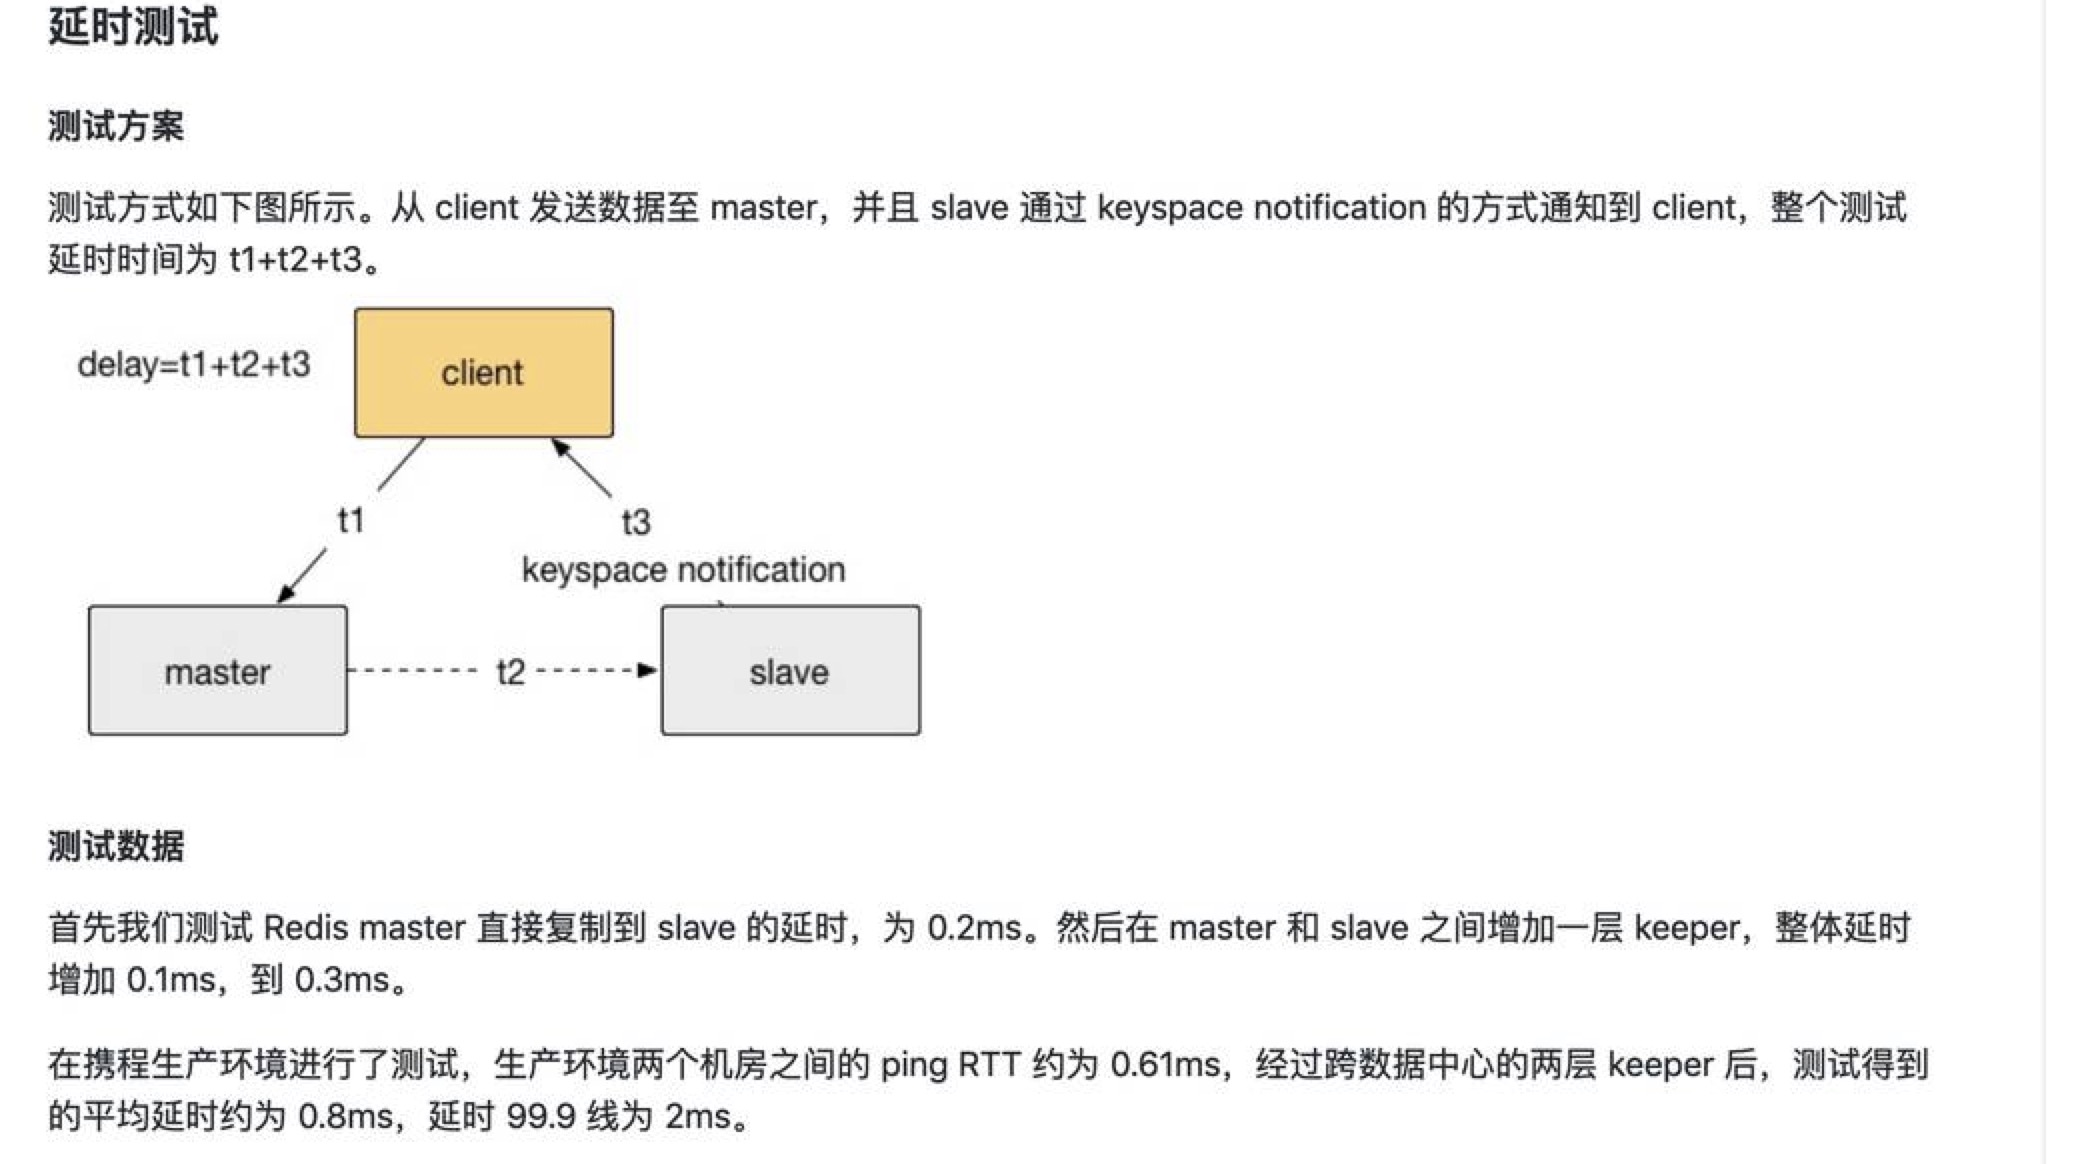 延时测试
测试方案
测试方式如下图所示。从 client 发送数据至 master，并且 slave 通过 keyspace notification 的方式通知到 client，整个测试
延时时间为 t1+t2+t3。
delay=t1+t2+t3
client
t1
t3
keyspace notification
master
t2
slave
测试数据
首先我们测试 Redis master 直接复制到 slave 的延时，为 0.2ms。然后在 master 和 slave 之间增加一层 keeper，整体延时
增加 0.1ms，到 0.3ms。
在携程生产环境进行了测试，生产环境两个机房之间的 ping RTT 约为 0.61ms，经过跨数据中心的两层 keeper 后，测试得到
的平均延时约为 0.8ms，延时 99.9 线为 2ms。